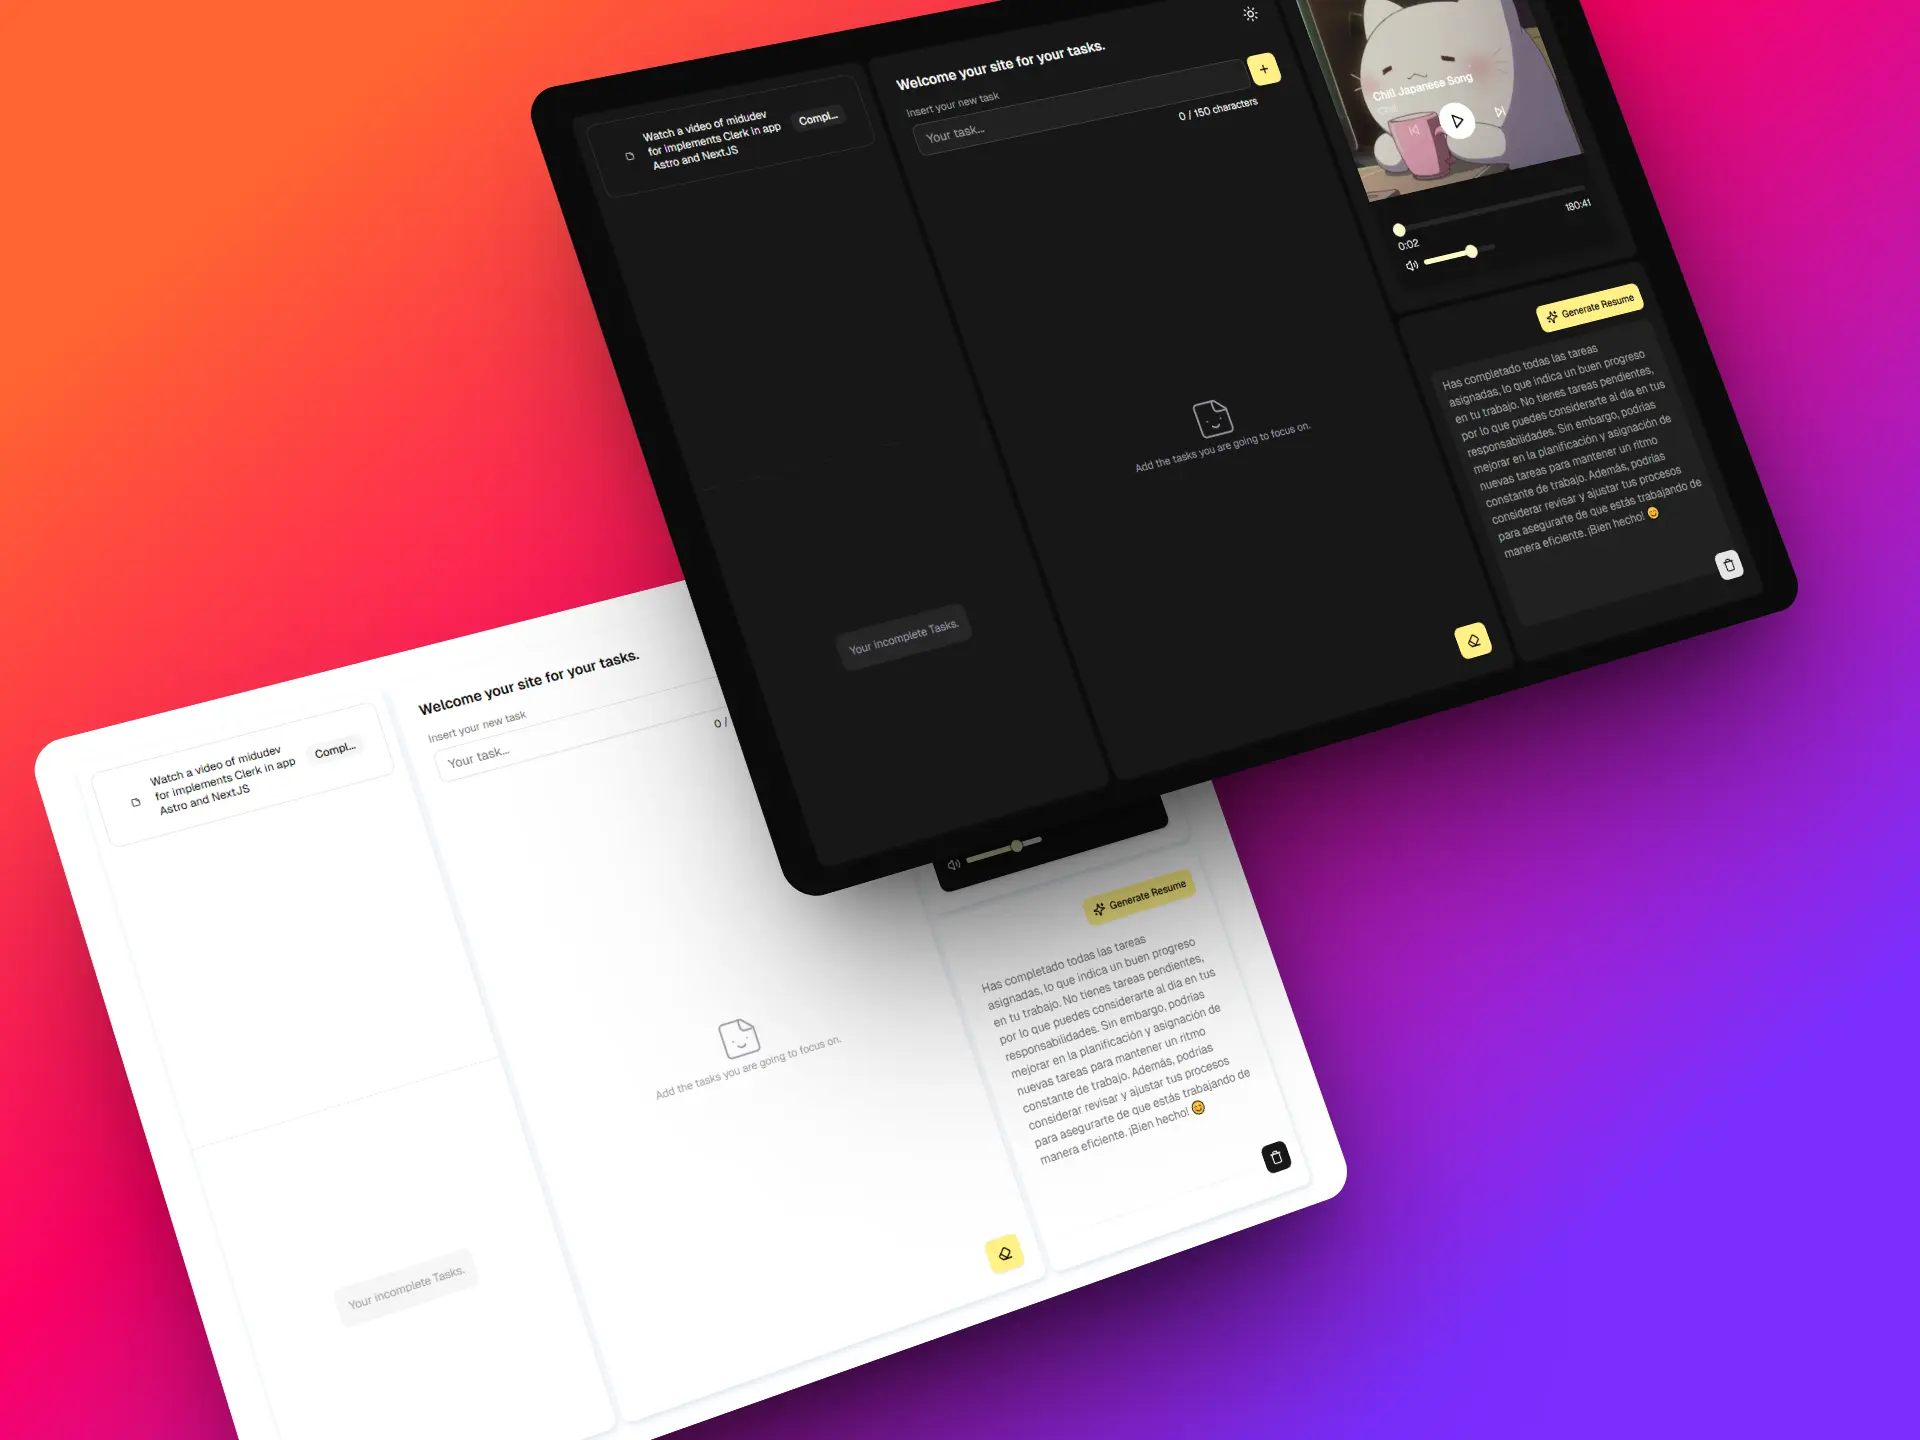 Watch a video of midudev
for implements Clerk in app
Astro and NextJS
Compl...
Your incomplete Tasks.
Welcome your site for your tasks.
Insert your new task
Your task...
0 / 150 characters
Add the tasks you are going to focus on.
Chill Japanese Song
Chill
0:02
180:41
Generate Resume
Has completado todas las tareas
asignadas, lo que indica un buen progreso
en tu trabajo. No tienes tareas pendientes,
por lo que puedes considerarte al día en tus
responsabilidades. Sin embargo, podrías
mejorar en la planificación y asignación de
nuevas tareas para mantener un ritmo
constante de trabajo. Además, podrías
considerar revisar y ajustar tus procesos
para asegurarte de que estás trabajando de
manera eficiente. ¡Bien hecho! 😊
Watch a video of midudev
for implements Clerk in app
Astro and NextJS
Compl...
Your incomplete Tasks.
Welcome your site for your tasks.
Insert your new task
Your task...
0 /
Add the tasks you are going to focus on.
Generate Resume
Has completado todas las tareas
asignadas, lo que indica un buen progreso
en tu trabajo. No tienes tareas pendientes,
por lo que puedes considerarte al día en tus
responsabilidades. Sin embargo, podrías
mejorar en la planificación y asignación de
nuevas tareas para mantener un ritmo
constante de trabajo. Además, podrías
considerar revisar y ajustar tus procesos
para asegurarte de que estás trabajando de
manera eficiente. ¡Bien hecho! 😊